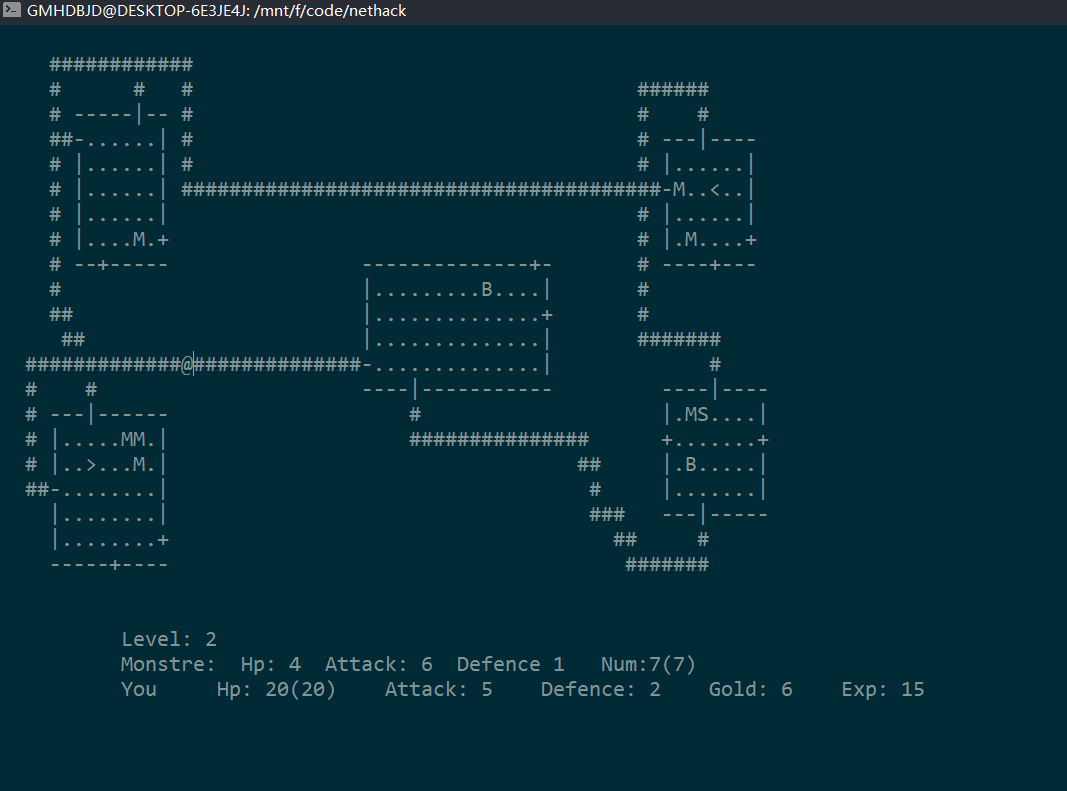 GMHDBJD@DESKTOP-6E3JE4J: /mnt/f/code/nethack
    ############
    #      #   #                                     ######
    # -----|-- #                                     #    #
    ##-......| #                                     # ---|----
    # |......| #                                     # |......|
    # |......| ########################################-M..<..|
    # |......|                                       # |......|
    # |....M.+                                       # |.M....+
    # --+-----                --------------+-       # ----+---
    #                         |.........B....|       #
    ##                        |..............+       #
     ##                       |..............|       #######
  #############@##############-..............|             #
  #    #                      ----|-----------         ----|----
  # ---|------                    #                    |.MS....|
  # |.....MM.|                    ###############      +.......+
  # |..>...M.|                                  ##     |.B.....|
  ##-........|                                   #     |.......|
    |........|                                   ###   ---|-----
    |........+                                     ##     #
    -----+----                                      #######
          Level: 2
          Monstre:  Hp: 4  Attack: 6  Defence 1   Num:7(7)
          You     Hp: 20(20)    Attack: 5    Defence: 2    Gold: 6    Exp: 15